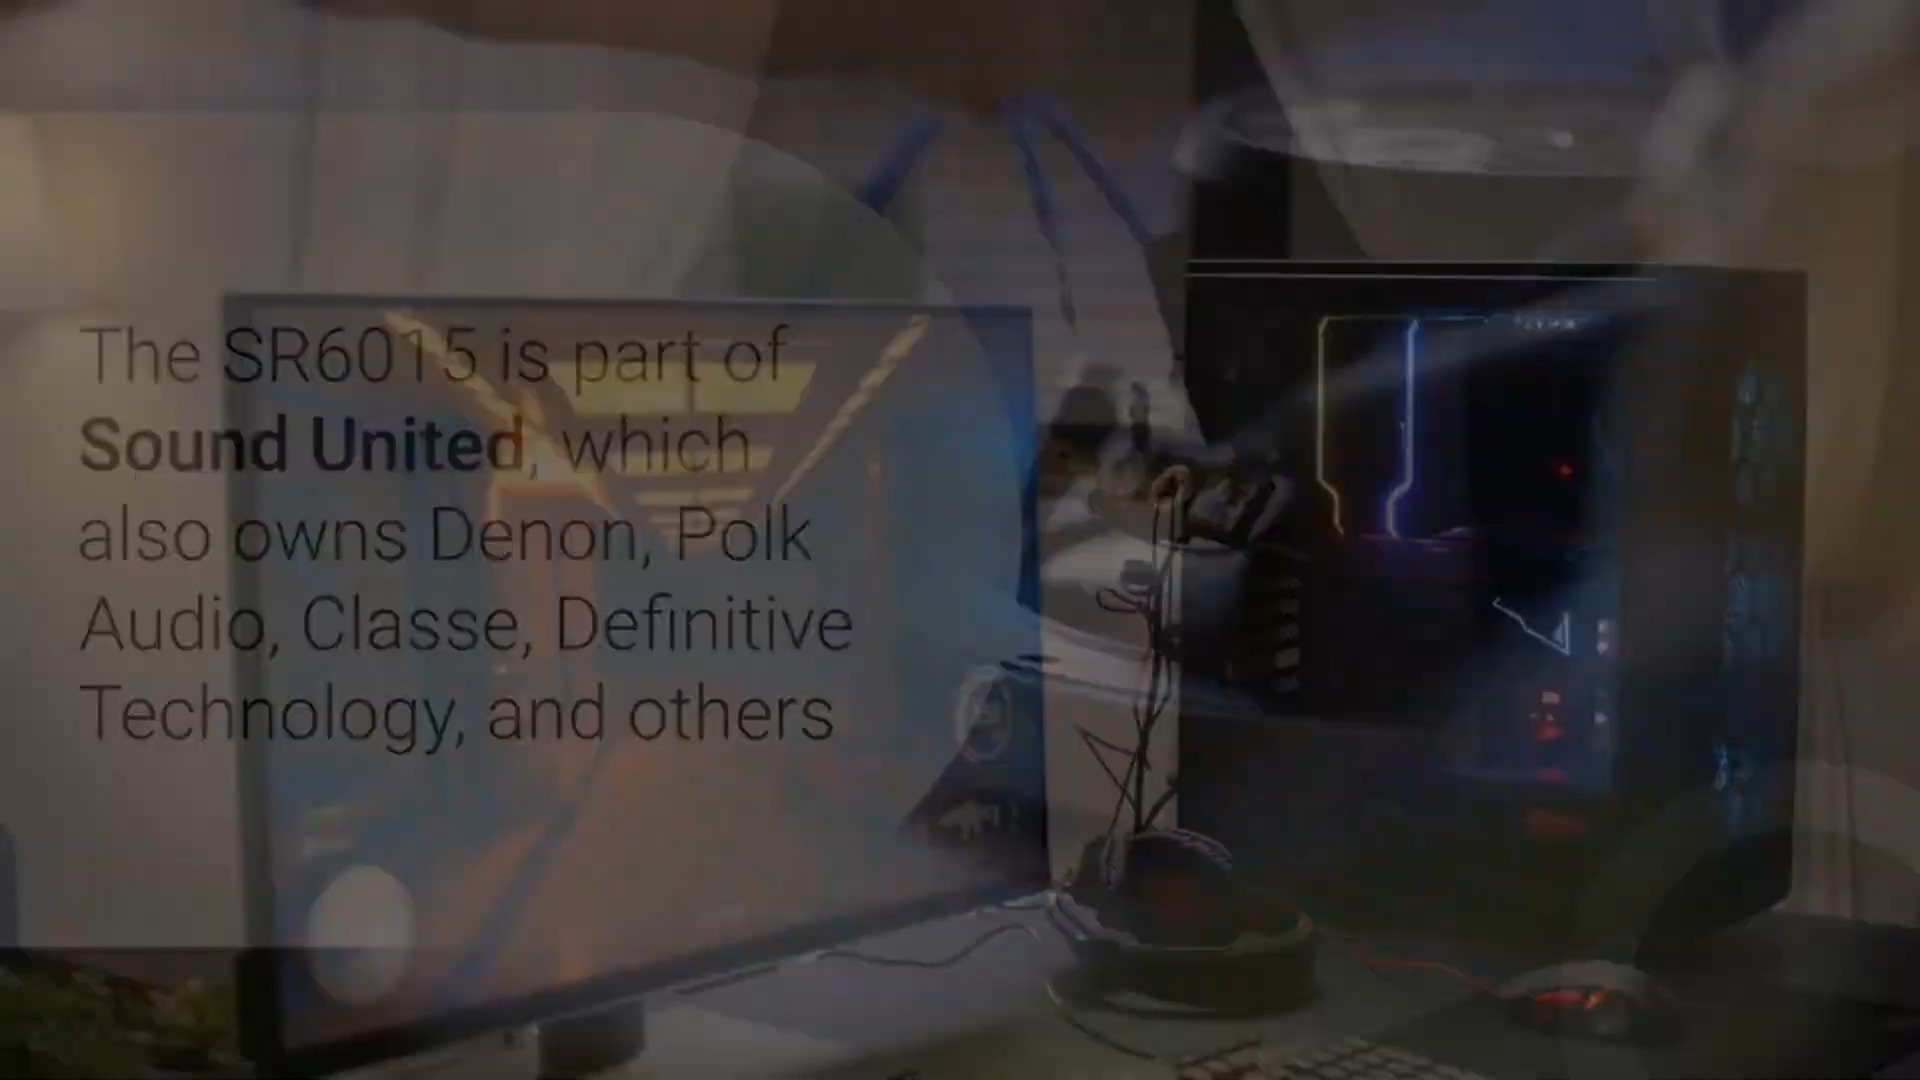 The SR6015 is part of
Sound United, which
also owns Denon, Polk
Audio, Classe, Definitive
Technology, and others